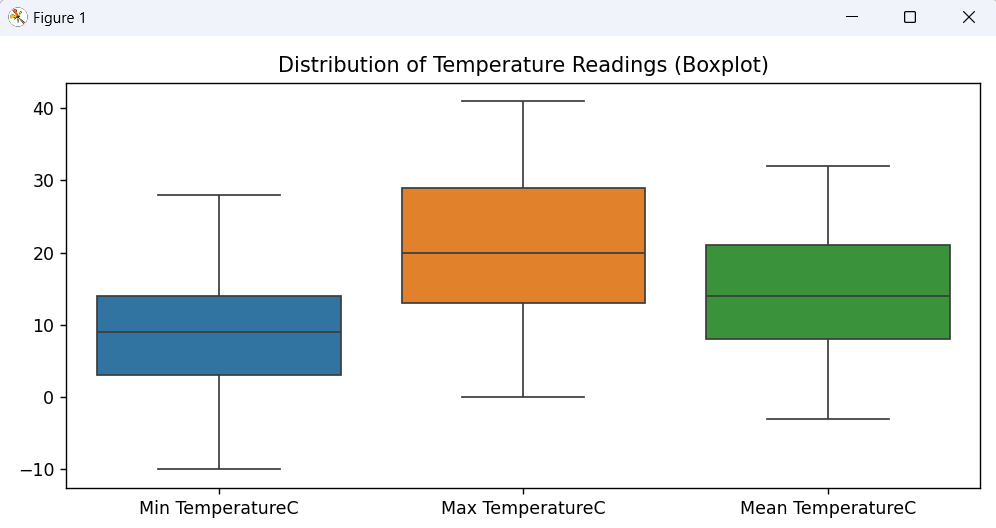 Figure 1
Distribution of Temperature Readings (Boxplot)
40
30
20
10
0
−10
Min TemperatureC Max TemperatureC Mean TemperatureC